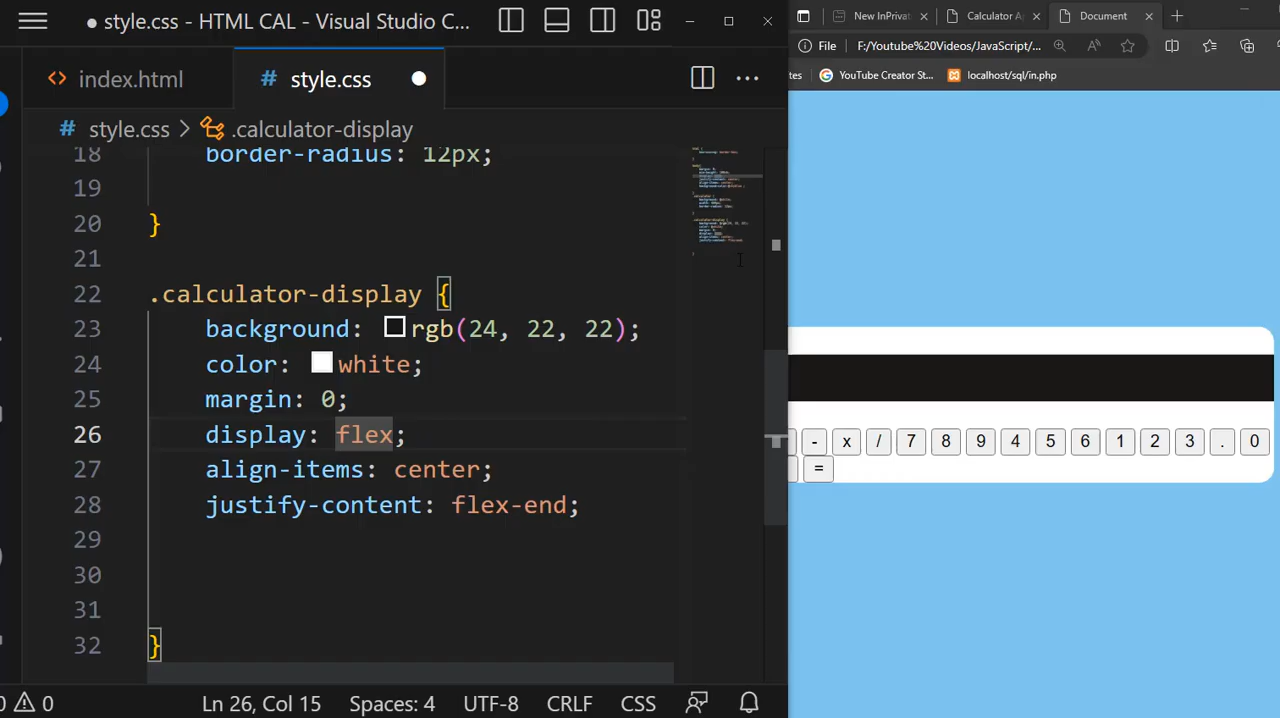 style.css - HTML CAL - Visual Studio C...
index.html
# style.css
# style.css > .calculator-display
18 border-radius: 12px;
19
20 }
21
22 .calculator-display {
23 background: rgb(24, 22, 22);
24 color: white;
25 margin: 0;
26 display: flex;
27 align-items: center;
28 justify-content: flex-end;
29
30
31
32 }
0 Ln 26, Col 15 Spaces: 4 UTF-8 CRLF CSS
New InPrivat
Calculator A
Document
File F:/Youtube%20Videos/JavaScript/...
tes YouTube Creator St... localhost/sql/in.php
- x / 7 8 9 4 5 6 1 2 3 . 0
=